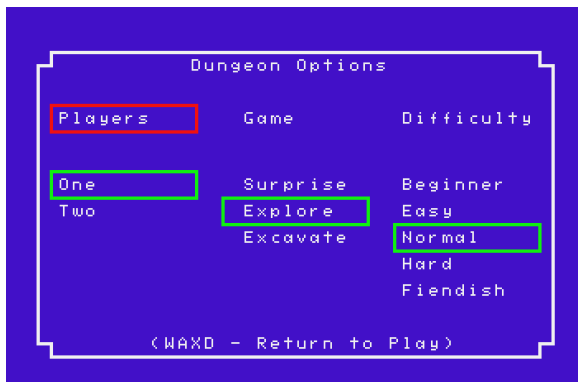 Dungeon Options
Players Game Difficulty
One Surprise Beginner
Two Explore Easy
Excavate Normal
Hard
Fiendish
(WAXD - Return to Play)